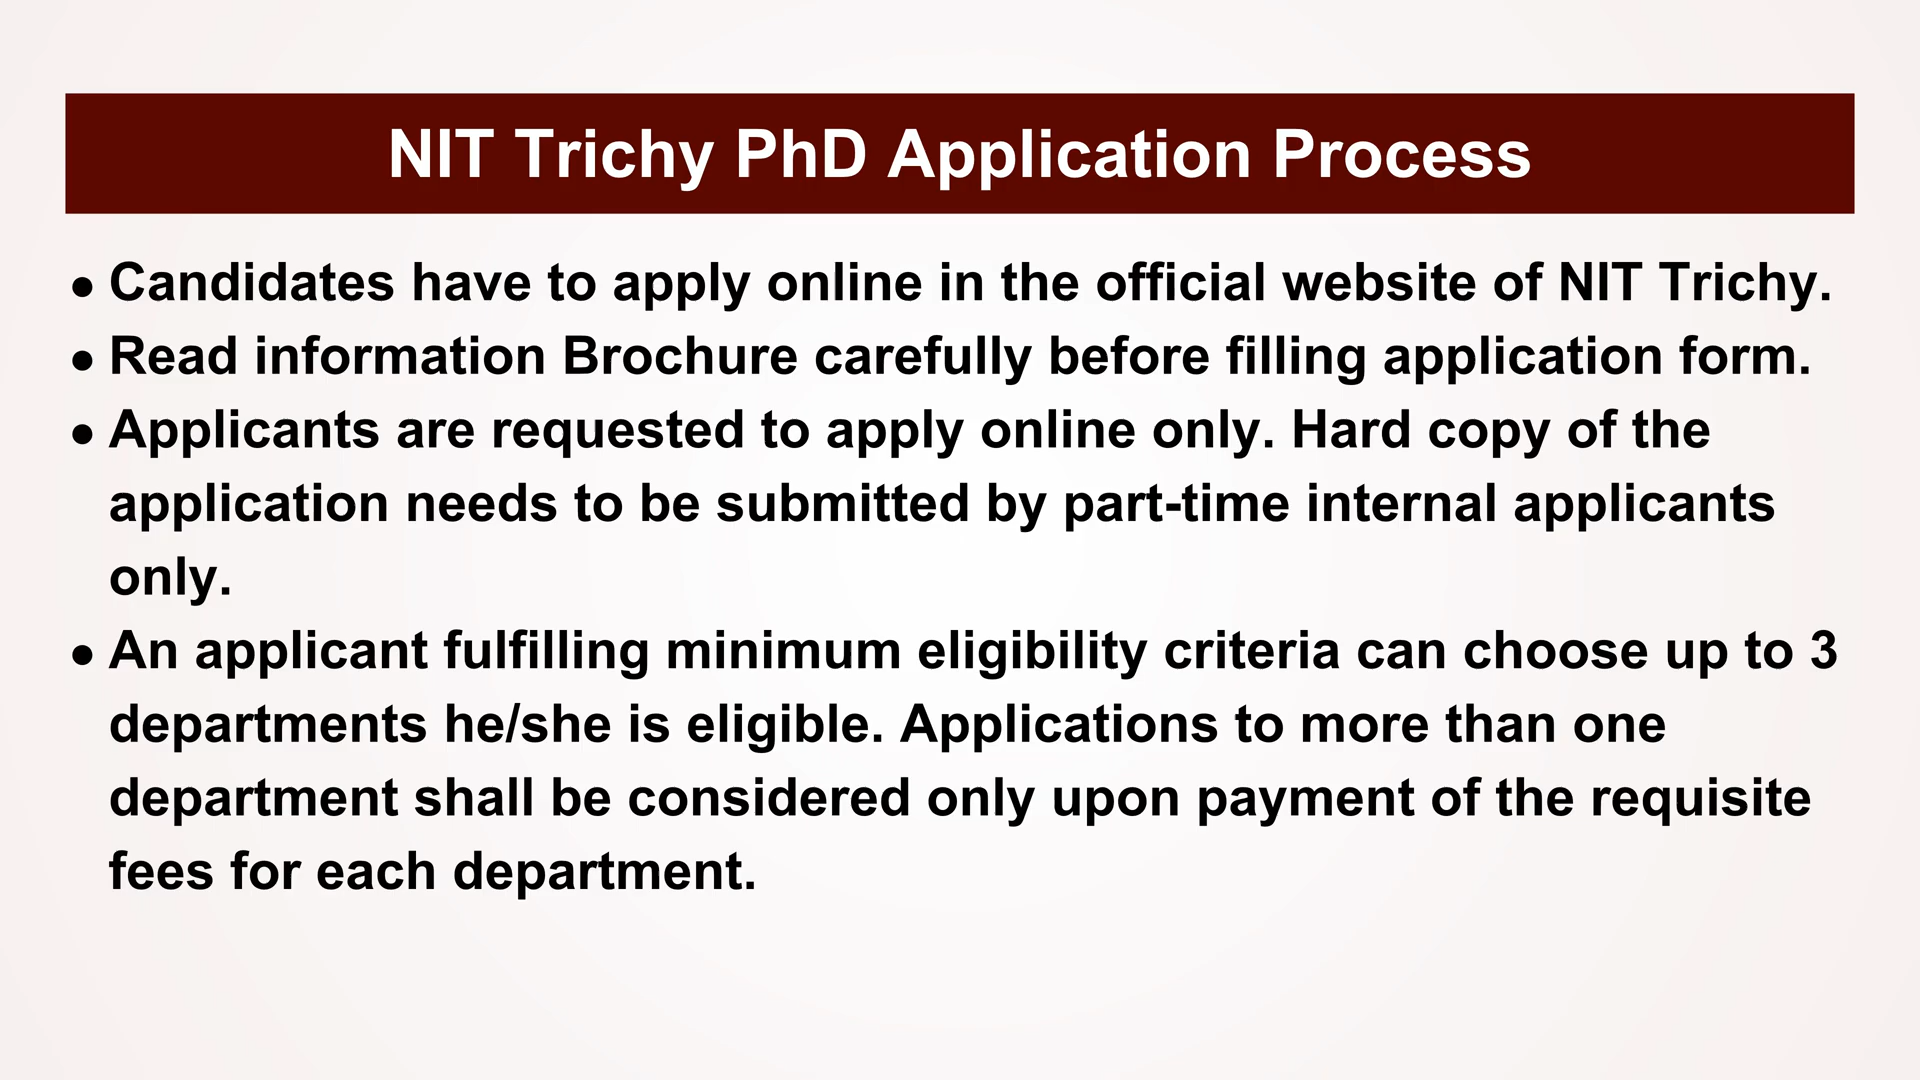 NIT Trichy PhD Application Process
● Candidates have to apply online in the official website of NIT Trichy.
● Read information Brochure carefully before filling application form.
● Applicants are requested to apply online only. Hard copy of the
application needs to be submitted by part-time internal applicants
only.
● An applicant fulfilling minimum eligibility criteria can choose up to 3
departments he/she is eligible. Applications to more than one
department shall be considered only upon payment of the requisite
fees for each department.